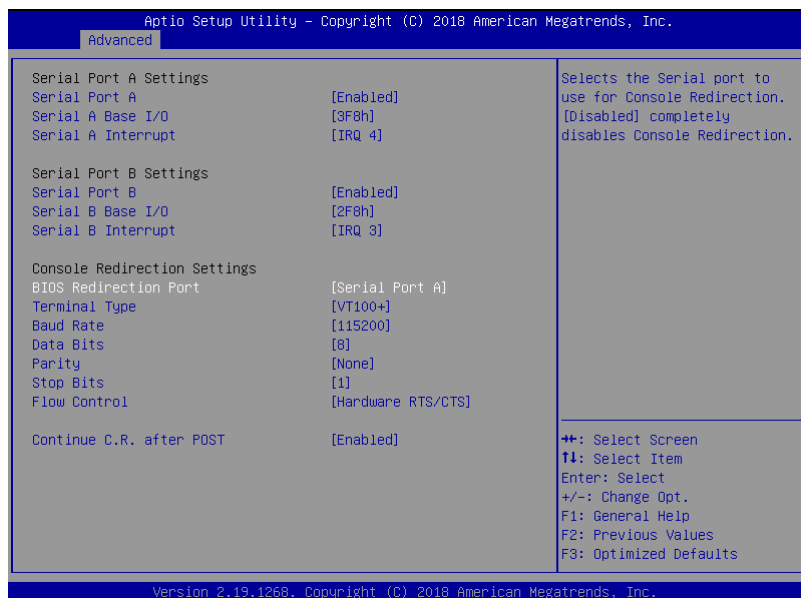 Aptio Setup Utility – Copyright (C) 2018 American Megatrends, Inc.
Advanced
Serial Port A Settings
Serial Port A [Enabled]
Serial A Base I/O [3F8h]
Serial A Interrupt [IRQ 4]
Serial Port B Settings
Serial Port B [Enabled]
Serial B Base I/O [2F8h]
Serial B Interrupt [IRQ 3]
Console Redirection Settings
BIOS Redirection Port [Serial Port A]
Terminal Type [VT100+]
Baud Rate [115200]
Data Bits [8]
Parity [None]
Stop Bits [1]
Flow Control [Hardware RTS/CTS]
Continue C.R. after POST [Enabled]
Selects the Serial port to
use for Console Redirection.
[Disabled] completely
disables Console Redirection.
→←: Select Screen
↑↓: Select Item
Enter: Select
+/-: Change Opt.
F1: General Help
F2: Previous Values
F3: Optimized Defaults
Version 2.19.1268. Copyright (C) 2018 American Megatrends, Inc.